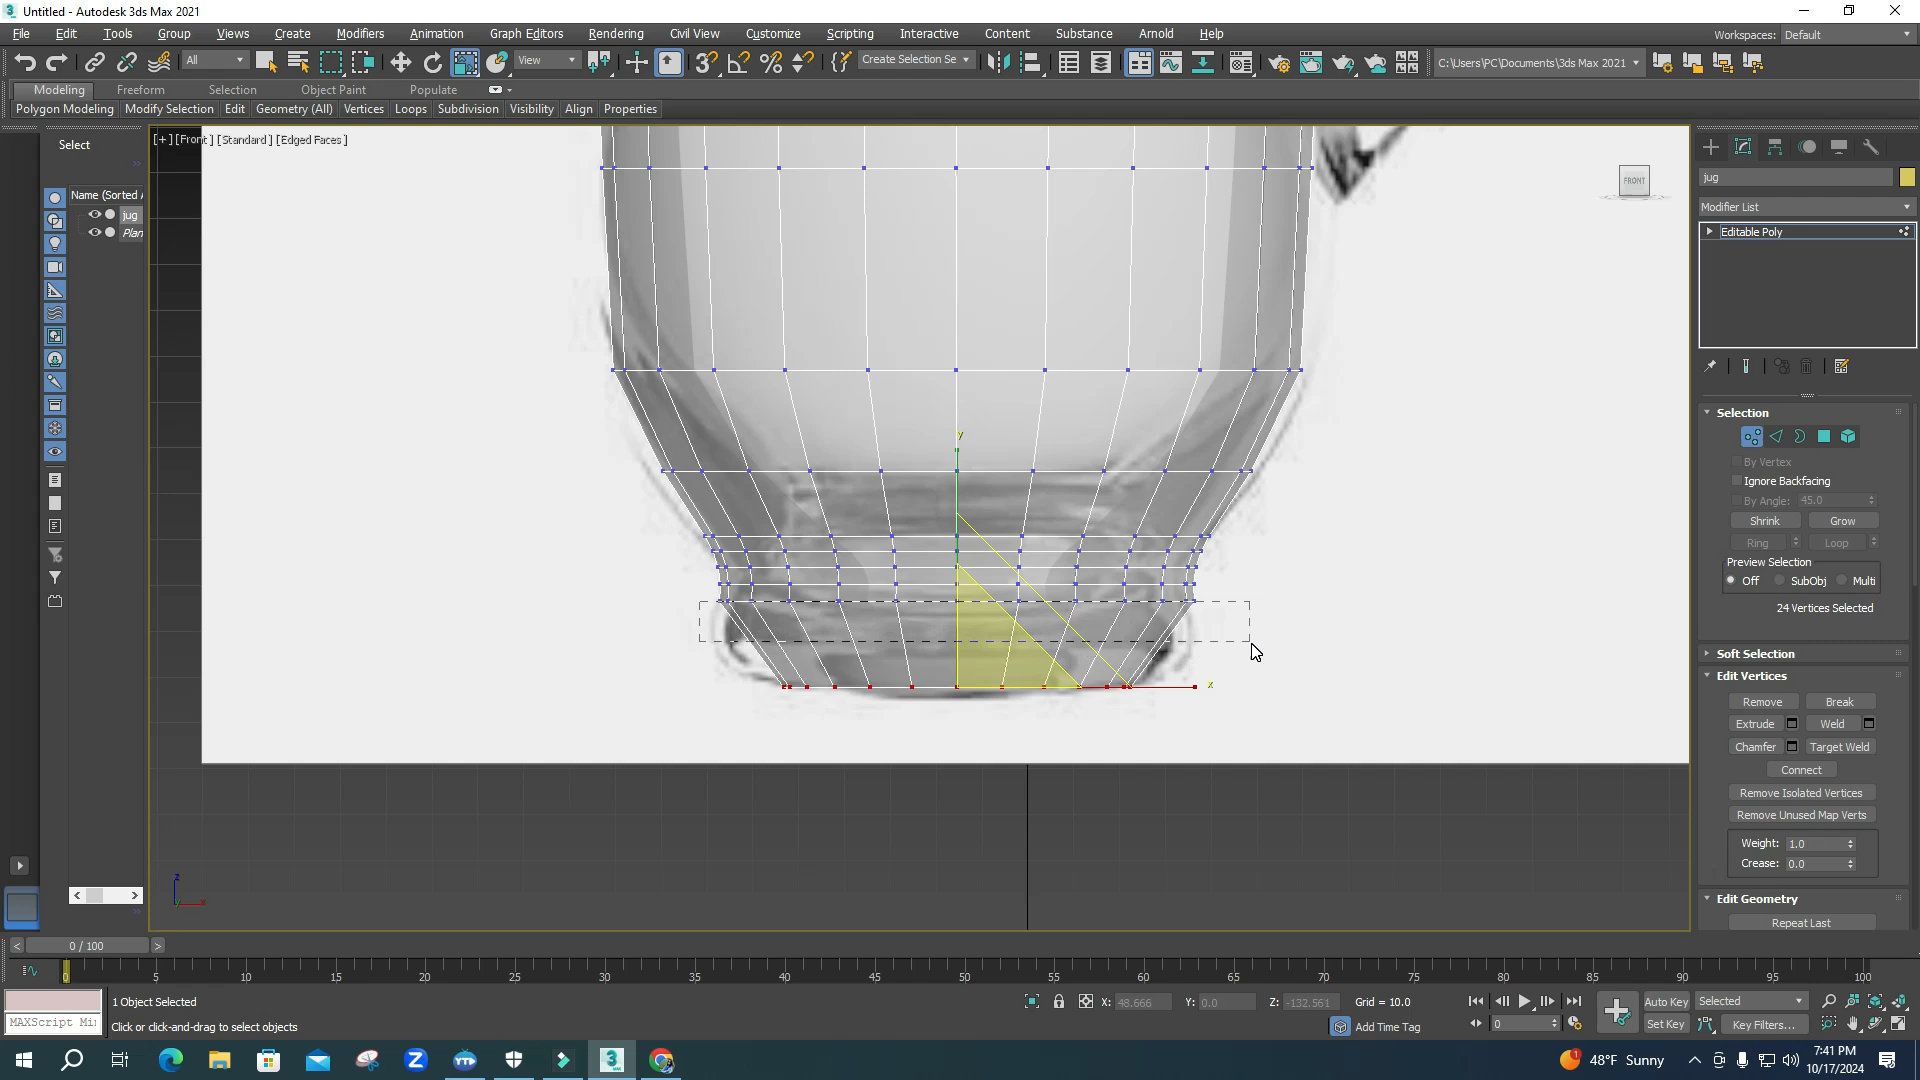 Untitled - Autodesk 3ds Max 2021
File Edit Tools Group Views Create Modifiers Animation Graph Editors Rendering Civil View Customize Scripting Interactive Content Substance Arnold Help
Workspaces: Default
All View Create Selection Se C:\Users\PC\Documents\3ds Max 2021
Modeling Freeform Selection Object Paint Populate
Polygon Modeling Modify Selection Edit Geometry (All) Vertices Loops Subdivision Visibility Align Properties
Select
[+] [Front] [Standard] [Edged Faces]
FRONT
Name (Sorted A
jug
Plan
jug
Modifier List
Editable Poly
Selection
By Vertex
Ignore Backfacing
By Angle: 45.0
Shrink Grow
Ring Loop
Preview Selection
Off SubObj Multi
24 Vertices Selected
Soft Selection
Edit Vertices
Remove Break
Extrude Weld
Chamfer Target Weld
Connect
Remove Isolated Vertices
Remove Unused Map Verts
Weight: 1.0
Crease: 0.0
Edit Geometry
Repeat Last
y
x
z
y x
< >
< 0 / 100 >
0 5 10 15 20 25 30 35 40 45 50 55 60 65 70 75 80 85 90 95 100
1 Object Selected
X: 48.666 Y: 0.0 Z: -132.561 Grid = 10.0
Auto Key Selected
MAXScript Mi
Click or click-and-drag to select objects
Add Time Tag
0
Set Key Key Filters...
48°F Sunny
7:41 PM
10/17/2024